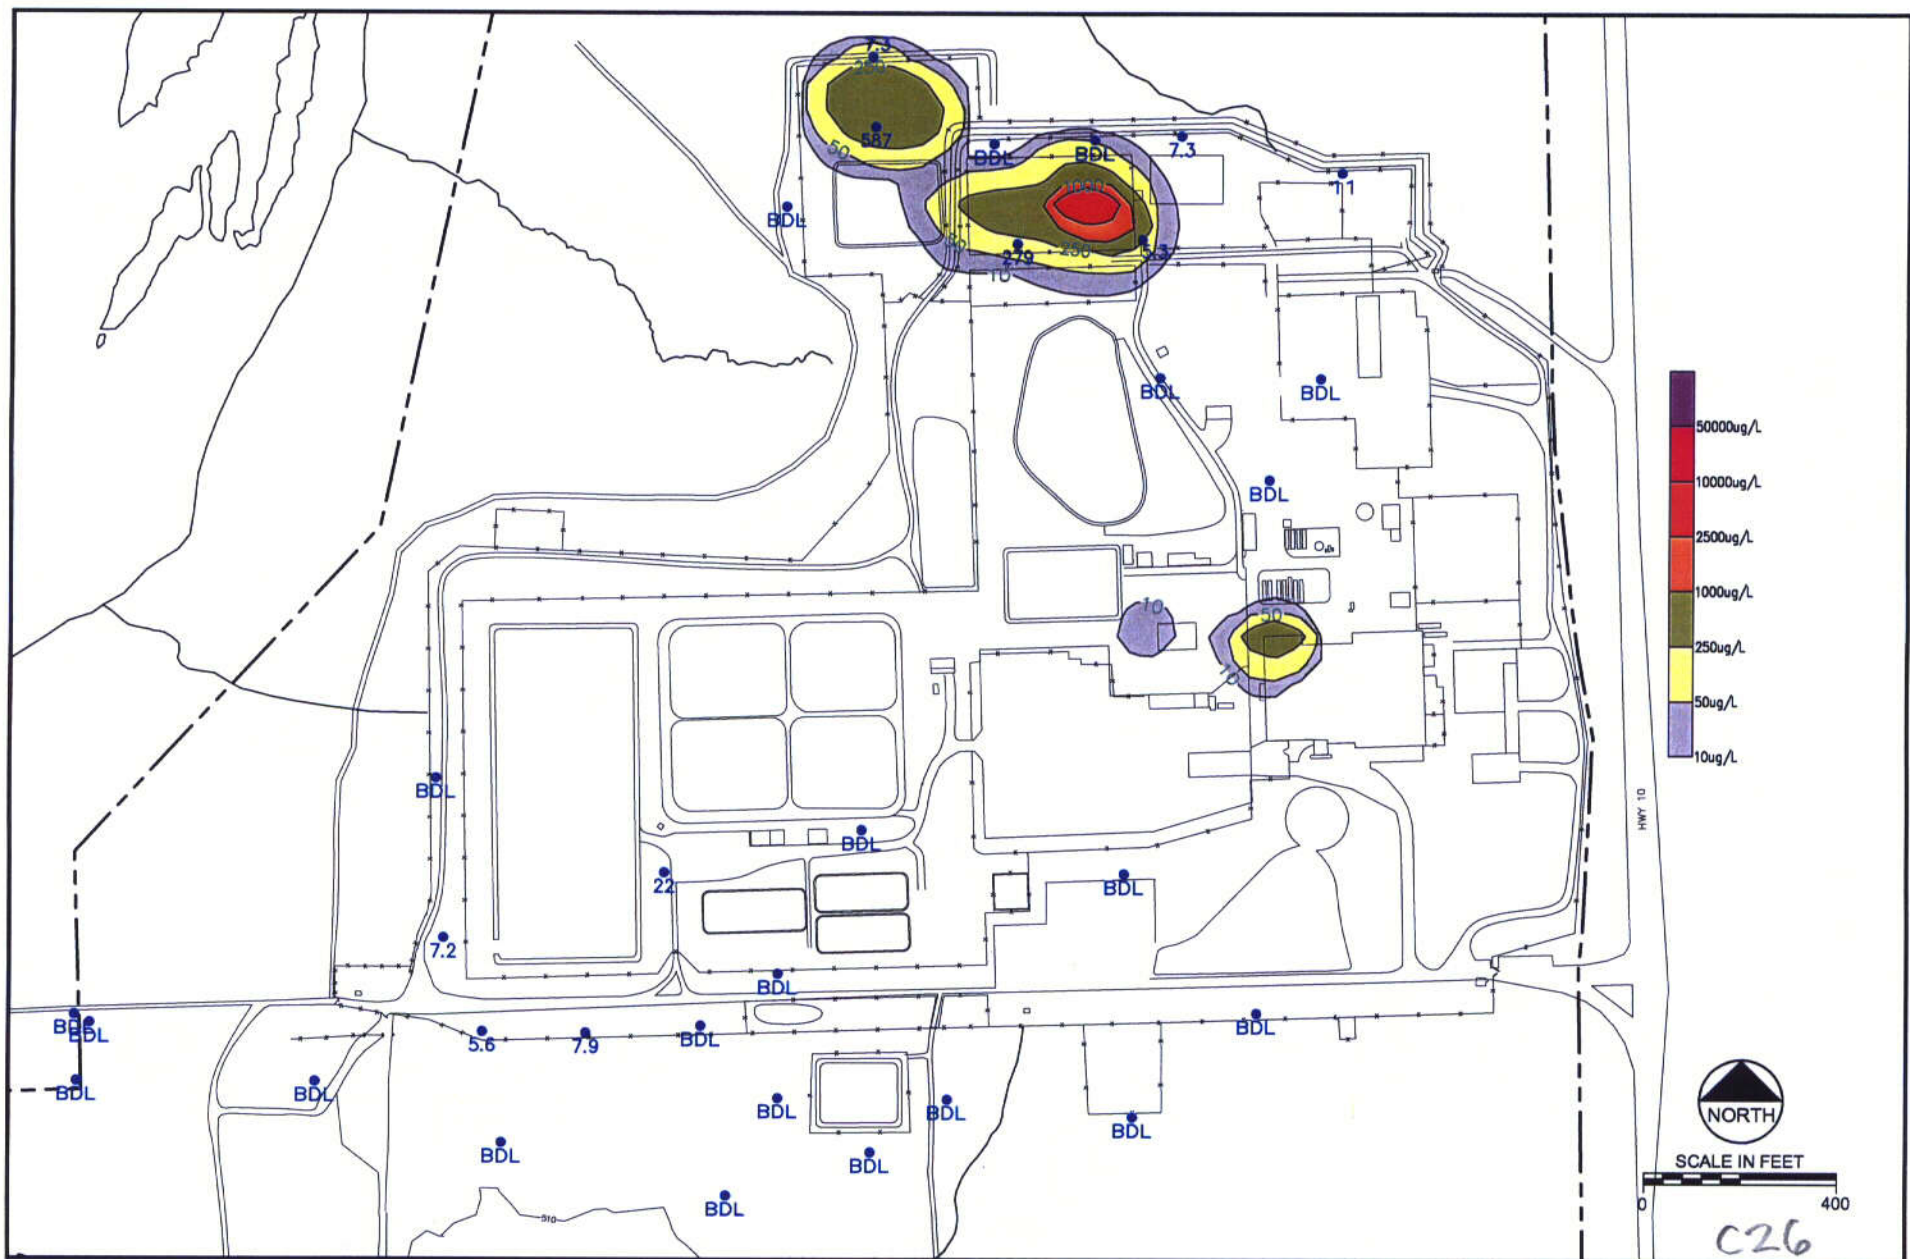 7.3
250
587
50
BDL
BDL
7.3
11
1000
BDL
50
279
250
5.3
10
BDL
BDL
50000ug/L
BDL
10000ug/L
2500ug/L
1000ug/L
10
50
250ug/L
10
50ug/L
10ug/L
BDL
HWY 10
BDL
22
BDL
7.2
BDL
BDL
BDL
5.6
7.9
BDL
BDL
BDL
BDL
BDL
BDL
BDL
NORTH
BDL
BDL
SCALE IN FEET
BDL
0
400
510
C26